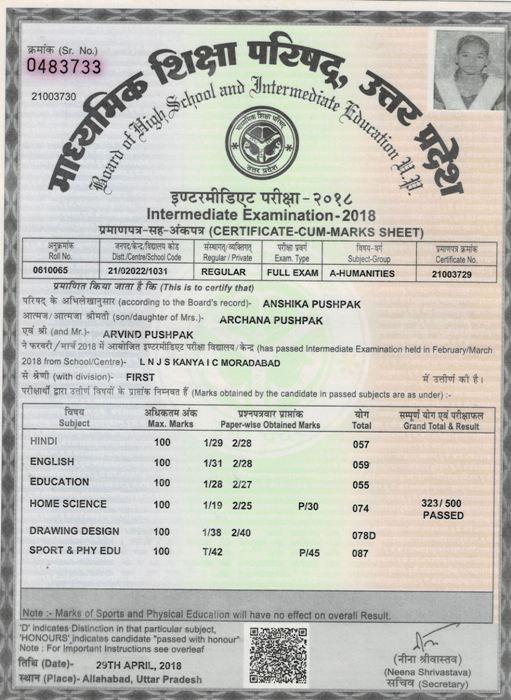 क्रमांक (Sr. No.)
0483733
21003730
माध्यमिक शिक्षा परिषद्, उत्तर प्रदेश
Board of High School and Intermediate Education U.P.
माध्यमिक शिक्षा परिषद्
उत्तर प्रदेश
इण्टरमीडिएट परीक्षा - २०१८
Intermediate Examination - 2018
प्रमाणपत्र-सह-अंकपत्र (CERTIFICATE-CUM-MARKS SHEET)
अनुक्रमांक जनपद/केन्द्र/विद्यालय कोड संस्थागत/व्यक्तिगत परीक्षा प्रवर्ग विषय-वर्ग प्रमाणपत्र क्रमांक
Roll No. Dist./Centre/School Code Regular / Private Exam. Type Subject-Group Certificate No.
0610065 21/02022/1031 REGULAR FULL EXAM A-HUMANITIES 21003729
प्रमाणित किया जाता है कि (This is to certify that)
परिषद् के अभिलेखानुसार (according to the Board's record)- ANSHIKA PUSHPAK
आत्मज/आत्मजा श्रीमती (son/daughter of Mrs.)- ARCHANA PUSHPAK
एवं श्री (and Mr.)- ARVIND PUSHPAK
ने फरवरी/मार्च 2018 में आयोजित इण्टरमीडिएट परीक्षा विद्यालय/केन्द्र (has passed Intermediate Examination held in February/March
2018 from School/Centre)- L N J S KANYA I C MORADABAD
से श्रेणी (with division)- FIRST में उत्तीर्ण की है।
परीक्षार्थी द्वारा उत्तीर्ण विषयों के प्राप्तांक निम्नवत हैं (Marks obtained by the candidate in passed subjects are as under) :-
विषय अधिकतम अंक प्रश्नपत्रवार प्राप्तांक योग सम्पूर्ण योग एवं परीक्षाफल
Subject Max. Marks Paper-wise Obtained Marks Total Grand Total & Result
HINDI 100 1/29 2/28 057
ENGLISH 100 1/31 2/28 059
EDUCATION 100 1/28 2/27 055
HOME SCIENCE 100 1/19 2/25 P/30 074 323/ 500
PASSED
DRAWING DESIGN 100 1/38 2/40 078D
SPORT & PHY EDU 100 T/42 P/45 087
Note :- Marks of Sports and Physical Education will have no effect on overall Result.
'D' indicates Distinction in that particular subject,
'HONOURS' indicates candidate "passed with honour"
Note : For Important Instructions see overleaf
तिथि (Date)- 29TH APRIL, 2018
स्थान (Place)- Allahabad, Uttar Pradesh
(नीना श्रीवास्तव)
(Neena Shrivastava)
सचिव (Secretary)